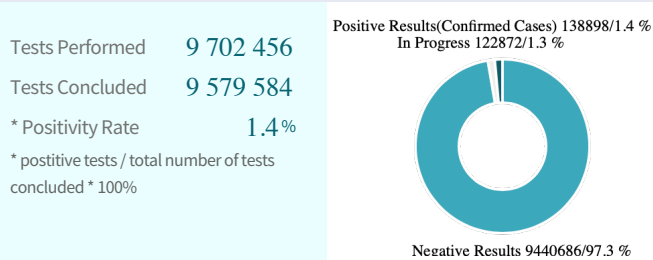 Tests Performed 9 702 456
Tests Concluded 9 579 584
* Positivity Rate 1.4%
* postitive tests / total number of tests
concluded * 100%
Positive Results(Confirmed Cases) 138898/1.4 %
In Progress 122872/1.3 %
Negative Results 9440686/97.3 %